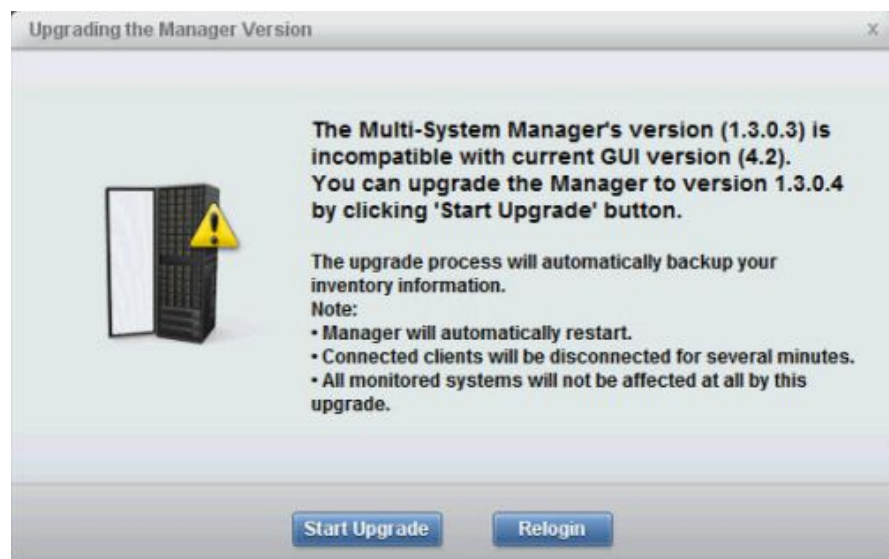 Upgrading the Manager Version
x
The Multi-System Manager's version (1.3.0.3) is
incompatible with current GUI version (4.2).
You can upgrade the Manager to version 1.3.0.4
by clicking 'Start Upgrade' button.
The upgrade process will automatically backup your
inventory information.
Note:
• Manager will automatically restart.
• Connected clients will be disconnected for several minutes.
• All monitored systems will not be affected at all by this
upgrade.
Start Upgrade
Relogin